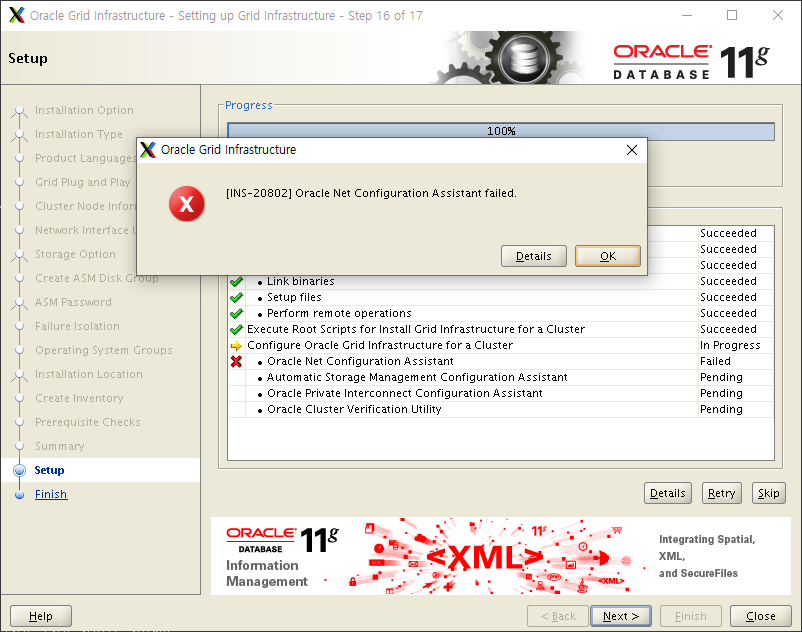 Oracle Grid Infrastructure - Setting up Grid Infrastructure - Step 16 of 17
Setup
ORACLE
DATABASE 11g
Installation Option
Installation Type
Product Languages
Grid Plug and Play
Cluster Node Infor
Network Interface U
Storage Option
Create ASM Disk Group
ASM Password
Failure Isolation
Operating System Groups
Installation Location
Create Inventory
Prerequisite Checks
Summary
Setup
Finish
Progress
100%
Oracle Grid Infrastructure
[INS-20802] Oracle Net Configuration Assistant failed.
Details
OK
Succeeded
Succeeded
Succeeded
• Link binaries Succeeded
• Setup files Succeeded
• Perform remote operations Succeeded
Execute Root Scripts for Install Grid Infrastructure for a Cluster Succeeded
Configure Oracle Grid Infrastructure for a Cluster In Progress
• Oracle Net Configuration Assistant Failed
• Automatic Storage Management Configuration Assistant Pending
• Oracle Private Interconnect Configuration Assistant Pending
• Oracle Cluster Verification Utility Pending
Details Retry Skip
ORACLE
DATABASE 11g
Information
Management
<XML>
11g
<XML>
Integrating Spatial,
XML,
and SecureFiles
Help < Back Next > Finish Close